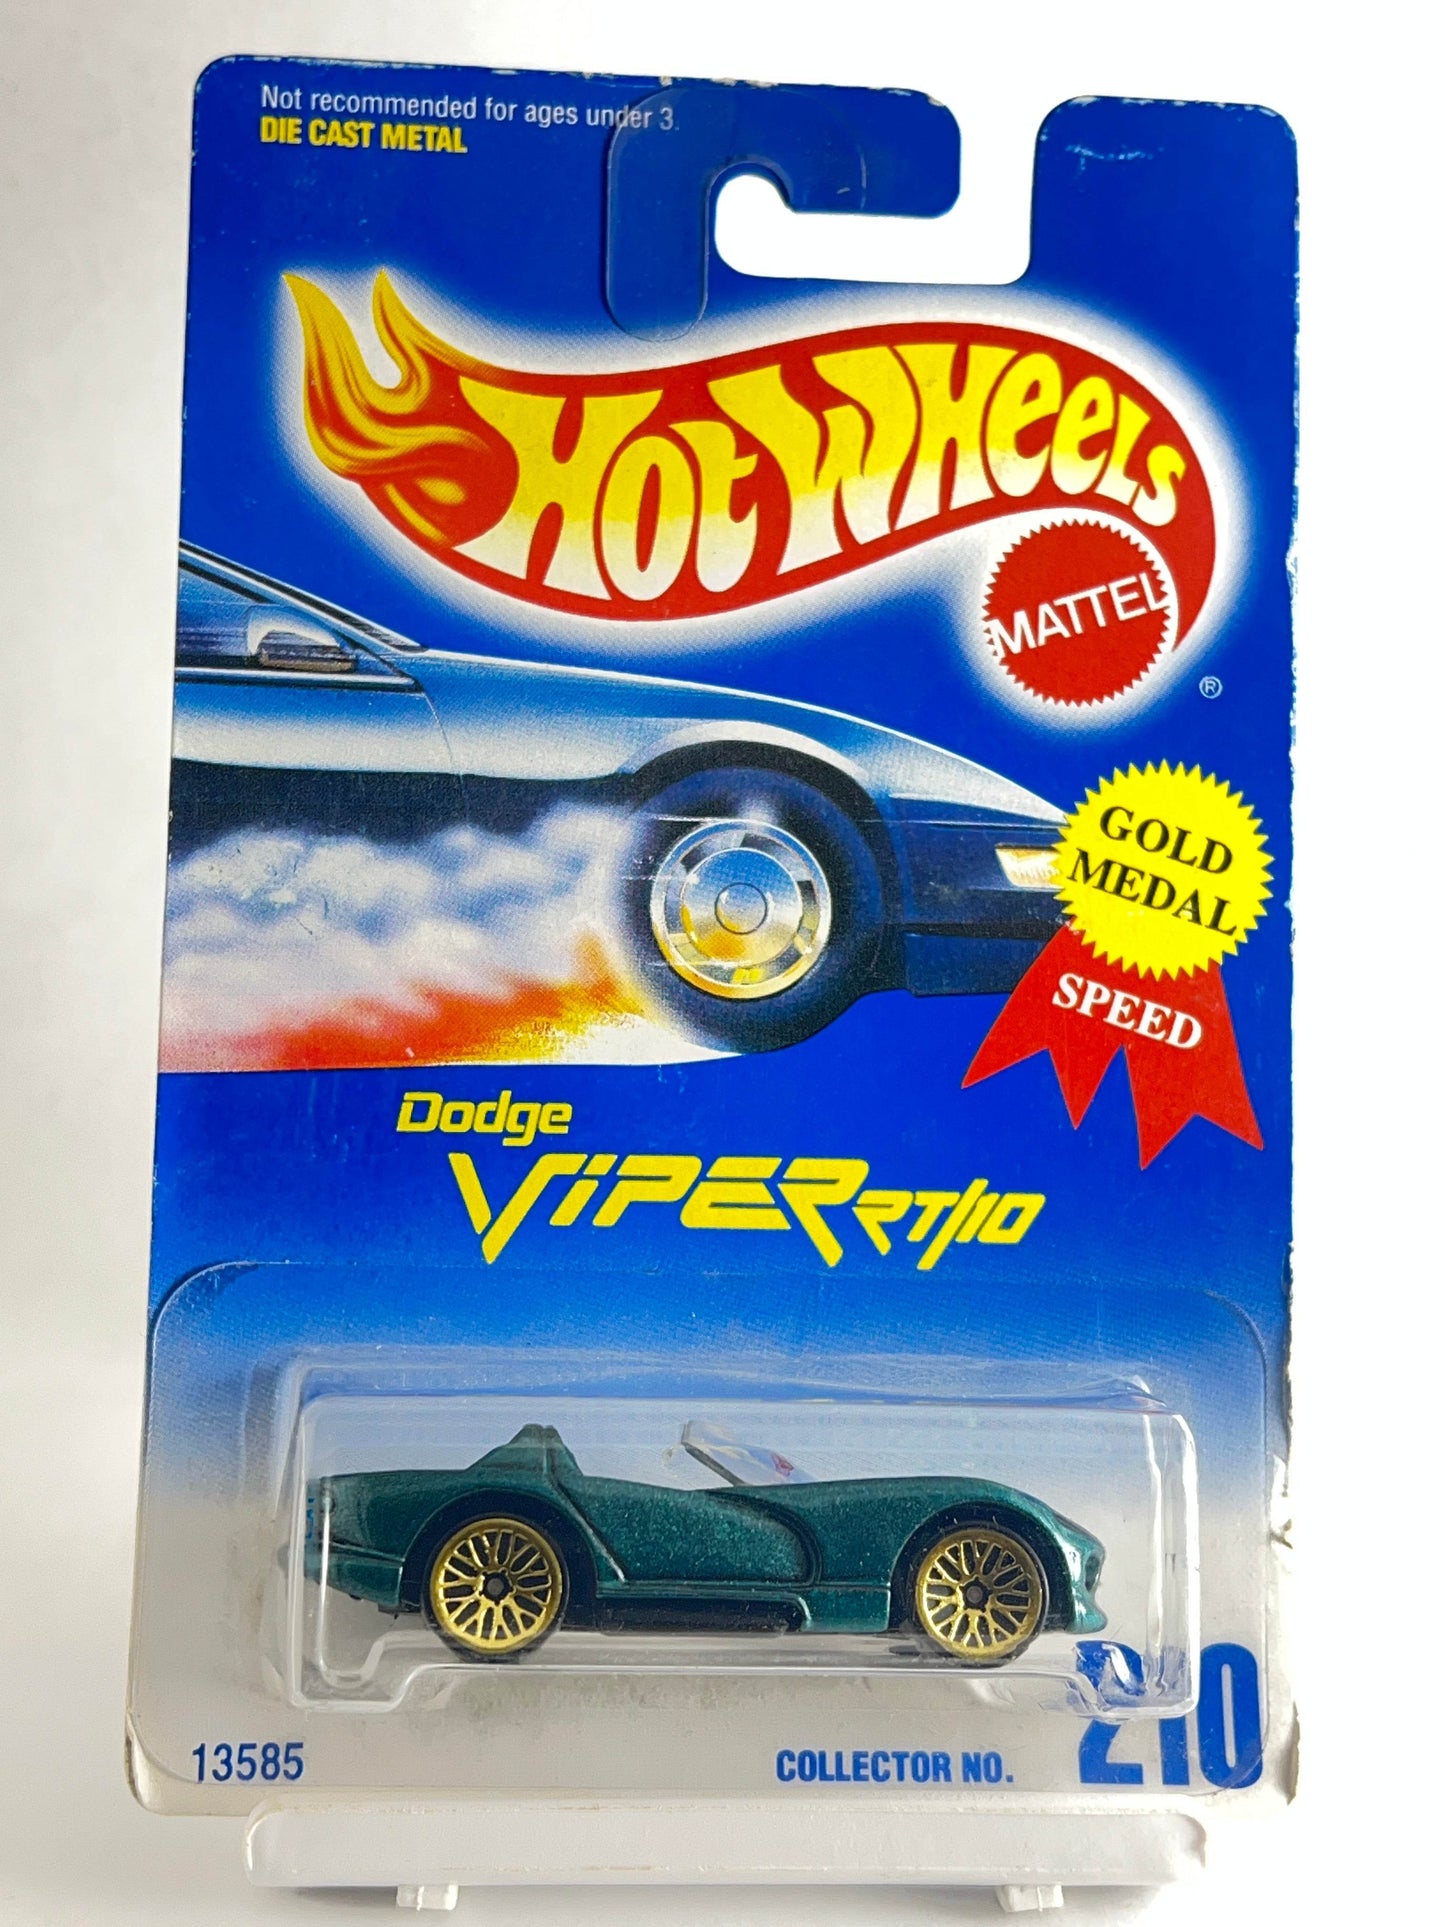 Not recommended for ages under 3.
DIE CAST METAL
Hot Wheels
MATTEL
®
GOLD
MEDAL
SPEED
Dodge
VIPER RT/10
13585
COLLECTOR NO.
210